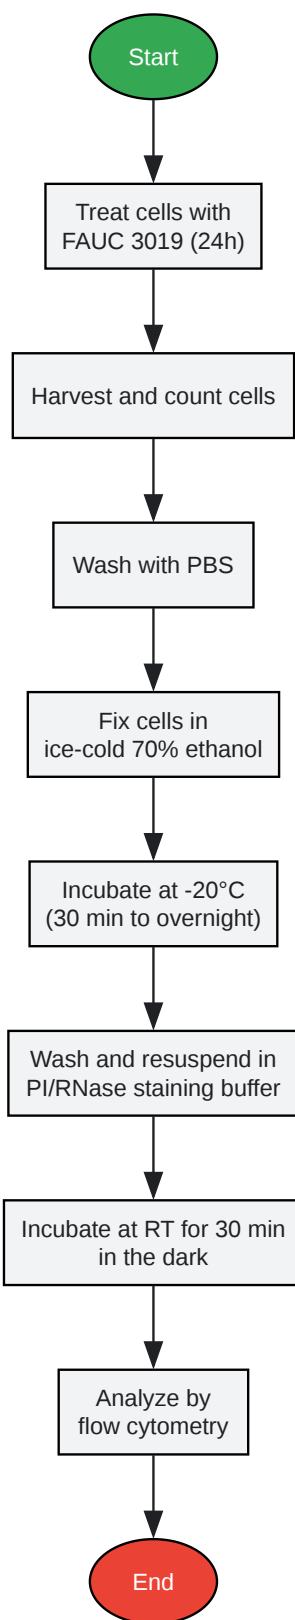 Start
Treat cells with
FAUC 3019 (24h)
Harvest and count cells
Wash with PBS
Fix cells in
ice-cold 70% ethanol
Incubate at -20°C
(30 min to overnight)
Wash and resuspend in
PI/RNase staining buffer
Incubate at RT for 30 min
in the dark
Analyze by
flow cytometry
End